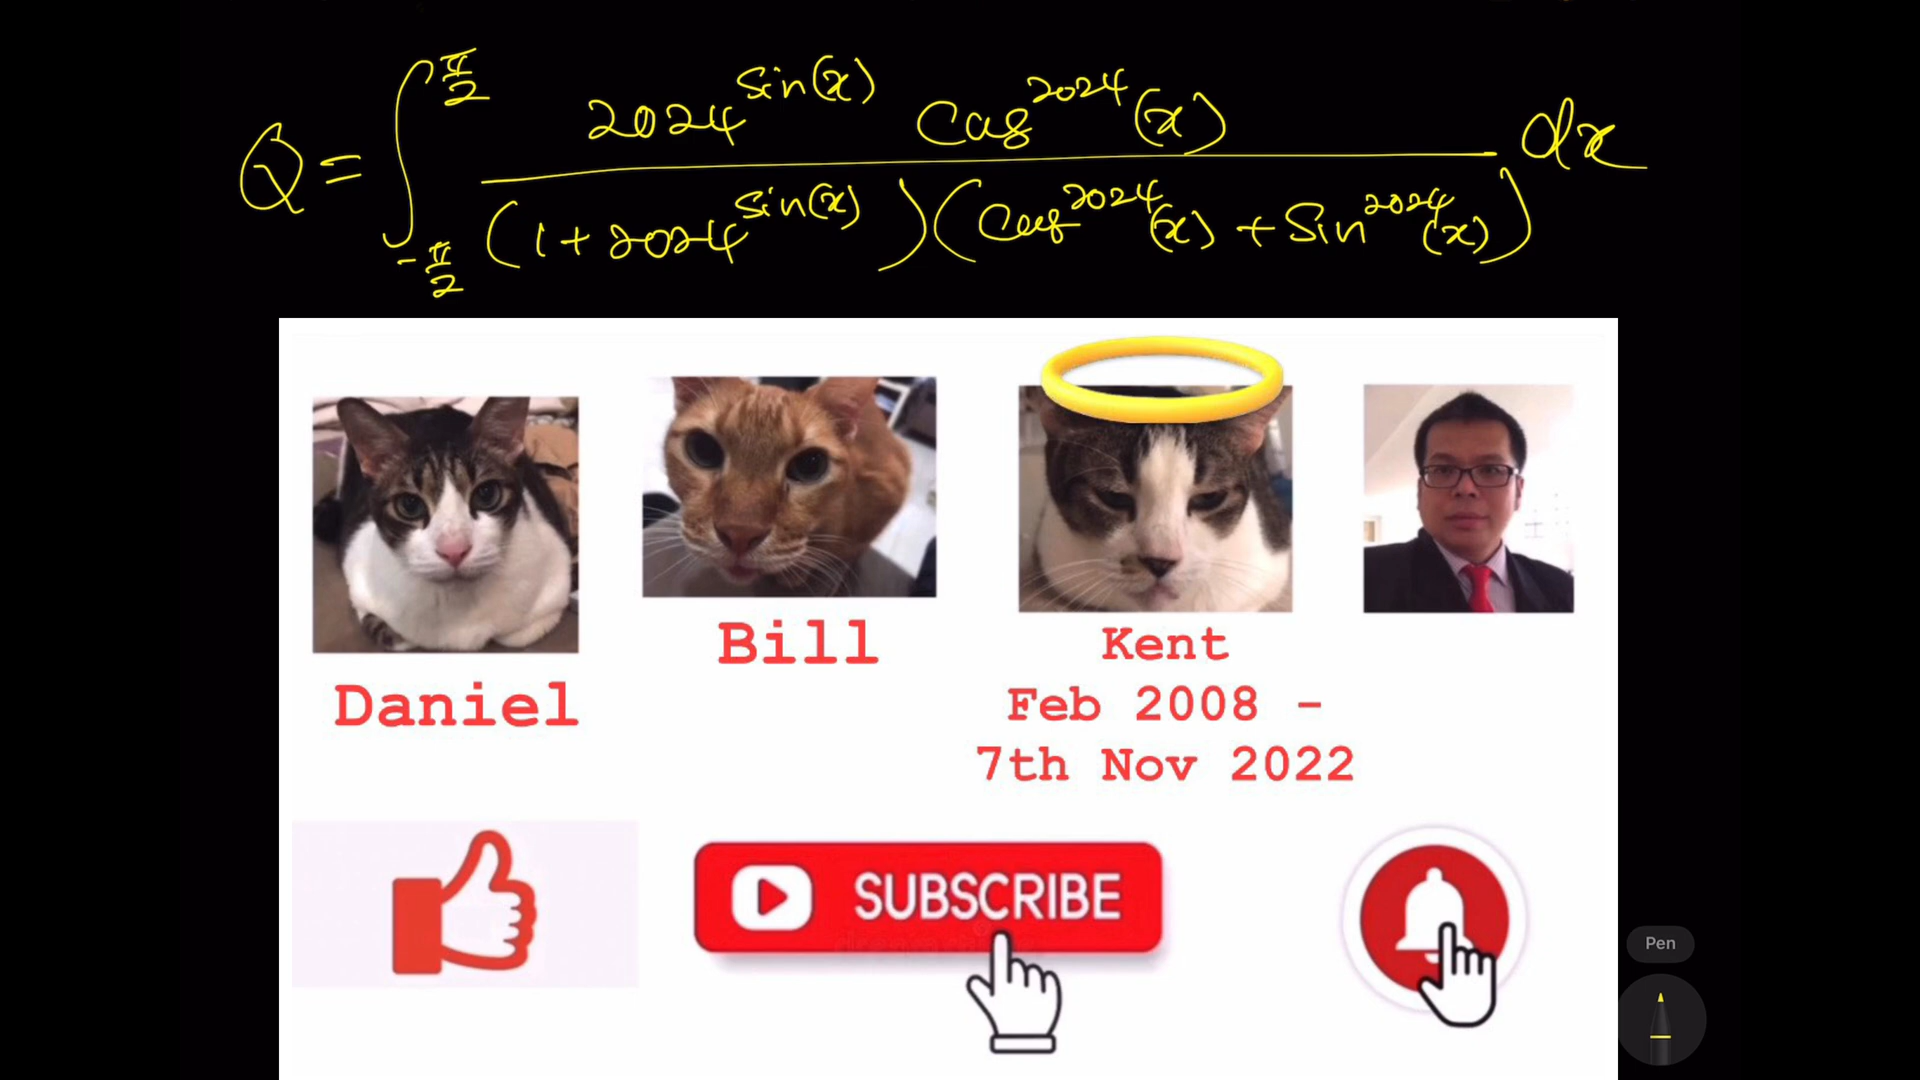 Q = ∫_{-π/2}^{π/2} \frac{2024^{sin(x)} cos^{2024}(x)}{(1+2024^{sin(x)})(cos^{2024}(x) + sin^{2024}(x))} dx
Daniel
Bill
Kent
Feb 2008 -
7th Nov 2022
SUBSCRIBE
Pen